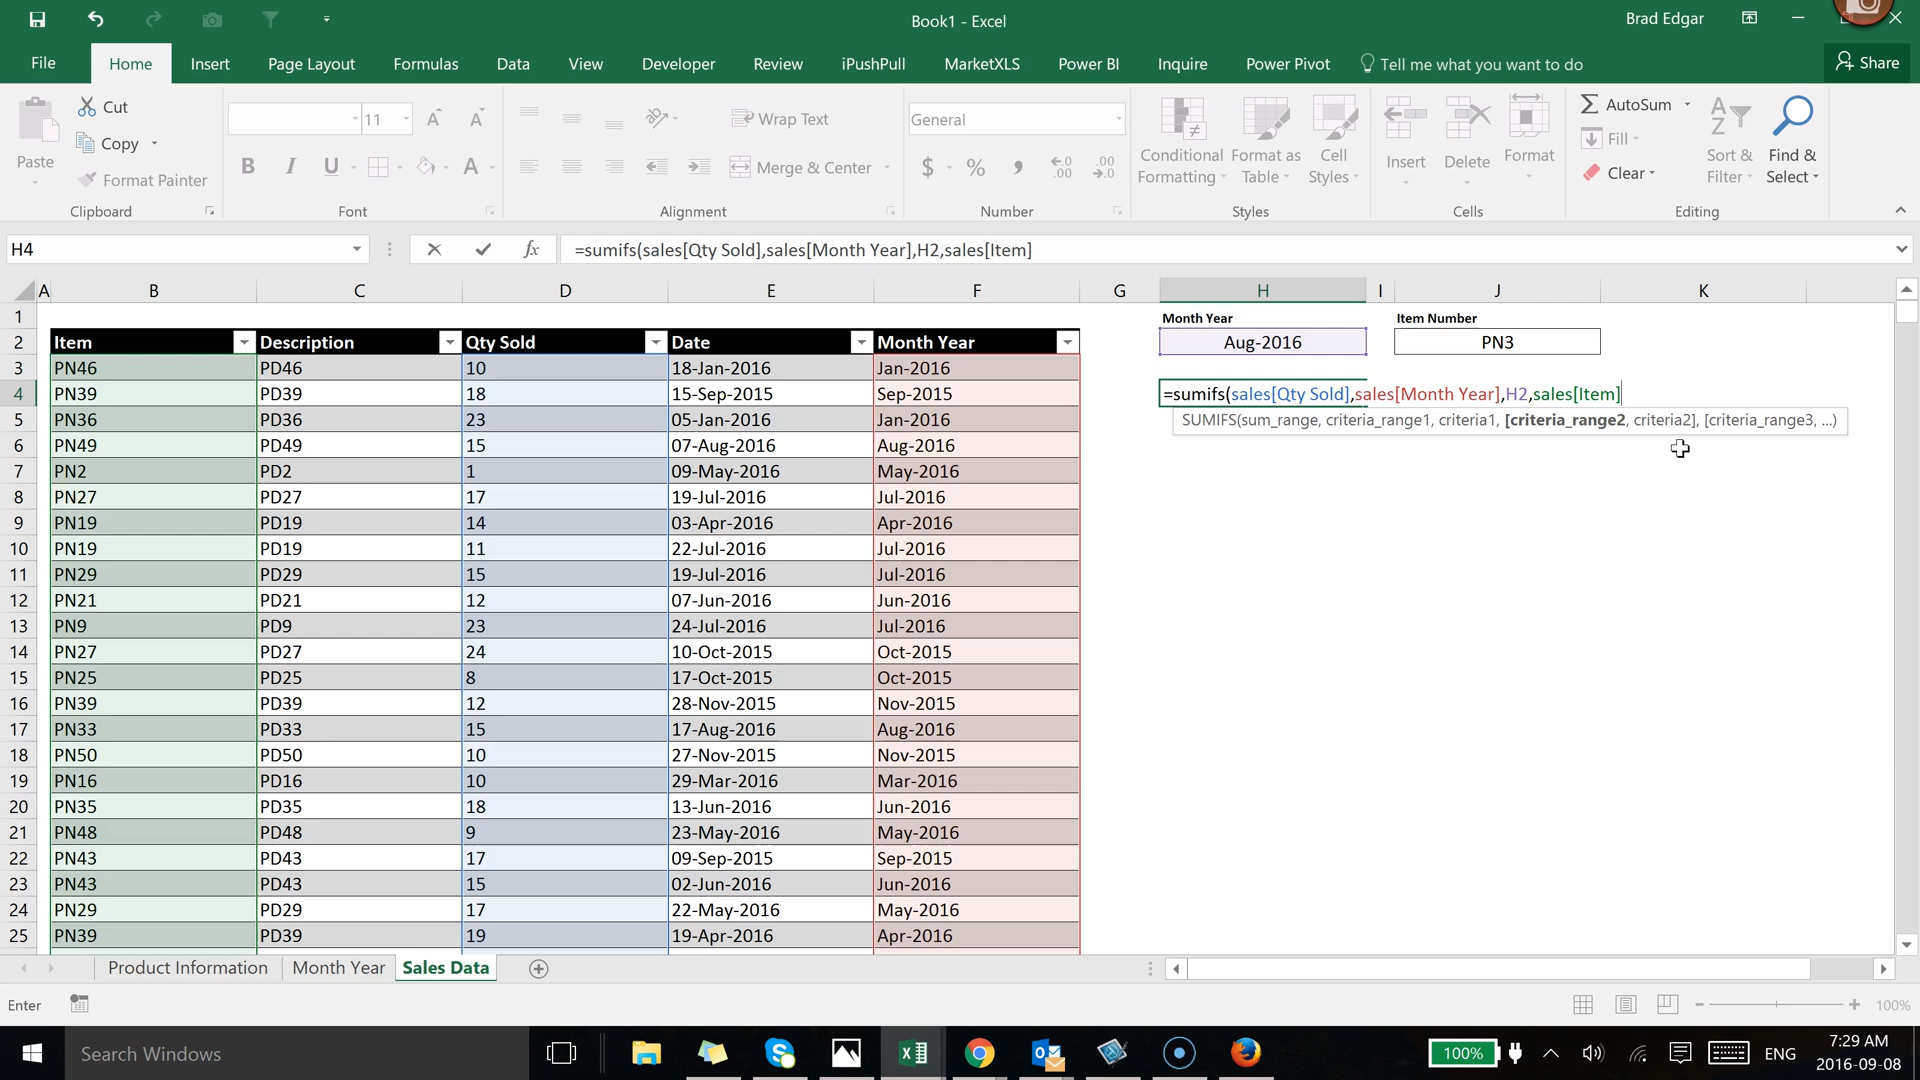 Book1 - Excel
Brad Edgar
File Home Insert Page Layout Formulas Data View Developer Review iPushPull MarketXLS Power BI Inquire Power Pivot Tell me what you want to do Share
Paste
Cut
Copy
Format Painter
Clipboard
11
B I U A
Font
Wrap Text
Merge & Center
Alignment
General
$ % ,
Number
Conditional Formatting
Format as Table
Cell Styles
Styles
Insert
Delete
Format
Cells
AutoSum
Fill
Clear
Sort & Filter
Find & Select
Editing
H4 fx =sumifs(sales[Qty Sold],sales[Month Year],H2,sales[Item]
A B C D E F G H I J K
1 Month Year Item Number
2 Item Description Qty Sold Date Month Year Aug-2016 PN3
3 PN46 PD46 10 18-Jan-2016 Jan-2016
4 PN39 PD39 18 15-Sep-2015 Sep-2015 =sumifs(sales[Qty Sold],sales[Month Year],H2,sales[Item]
SUMIFS(sum_range, criteria_range1, criteria1, [criteria_range2, criteria2], [criteria_range3, ...)
5 PN36 PD36 23 05-Jan-2016 Jan-2016
6 PN49 PD49 15 07-Aug-2016 Aug-2016
7 PN2 PD2 1 09-May-2016 May-2016
8 PN27 PD27 17 19-Jul-2016 Jul-2016
9 PN19 PD19 14 03-Apr-2016 Apr-2016
10 PN19 PD19 11 22-Jul-2016 Jul-2016
11 PN29 PD29 15 19-Jul-2016 Jul-2016
12 PN21 PD21 12 07-Jun-2016 Jun-2016
13 PN9 PD9 23 24-Jul-2016 Jul-2016
14 PN27 PD27 24 10-Oct-2015 Oct-2015
15 PN25 PD25 8 17-Oct-2015 Oct-2015
16 PN39 PD39 12 28-Nov-2015 Nov-2015
17 PN33 PD33 15 17-Aug-2016 Aug-2016
18 PN50 PD50 10 27-Nov-2015 Nov-2015
19 PN16 PD16 10 29-Mar-2016 Mar-2016
20 PN35 PD35 18 13-Jun-2016 Jun-2016
21 PN48 PD48 9 23-May-2016 May-2016
22 PN43 PD43 17 09-Sep-2015 Sep-2015
23 PN43 PD43 15 02-Jun-2016 Jun-2016
24 PN29 PD29 17 22-May-2016 May-2016
25 PN39 PD39 19 19-Apr-2016 Apr-2016
Product Information Month Year Sales Data
Enter 100%
Search Windows 100% ENG 7:29 AM
2016-09-08